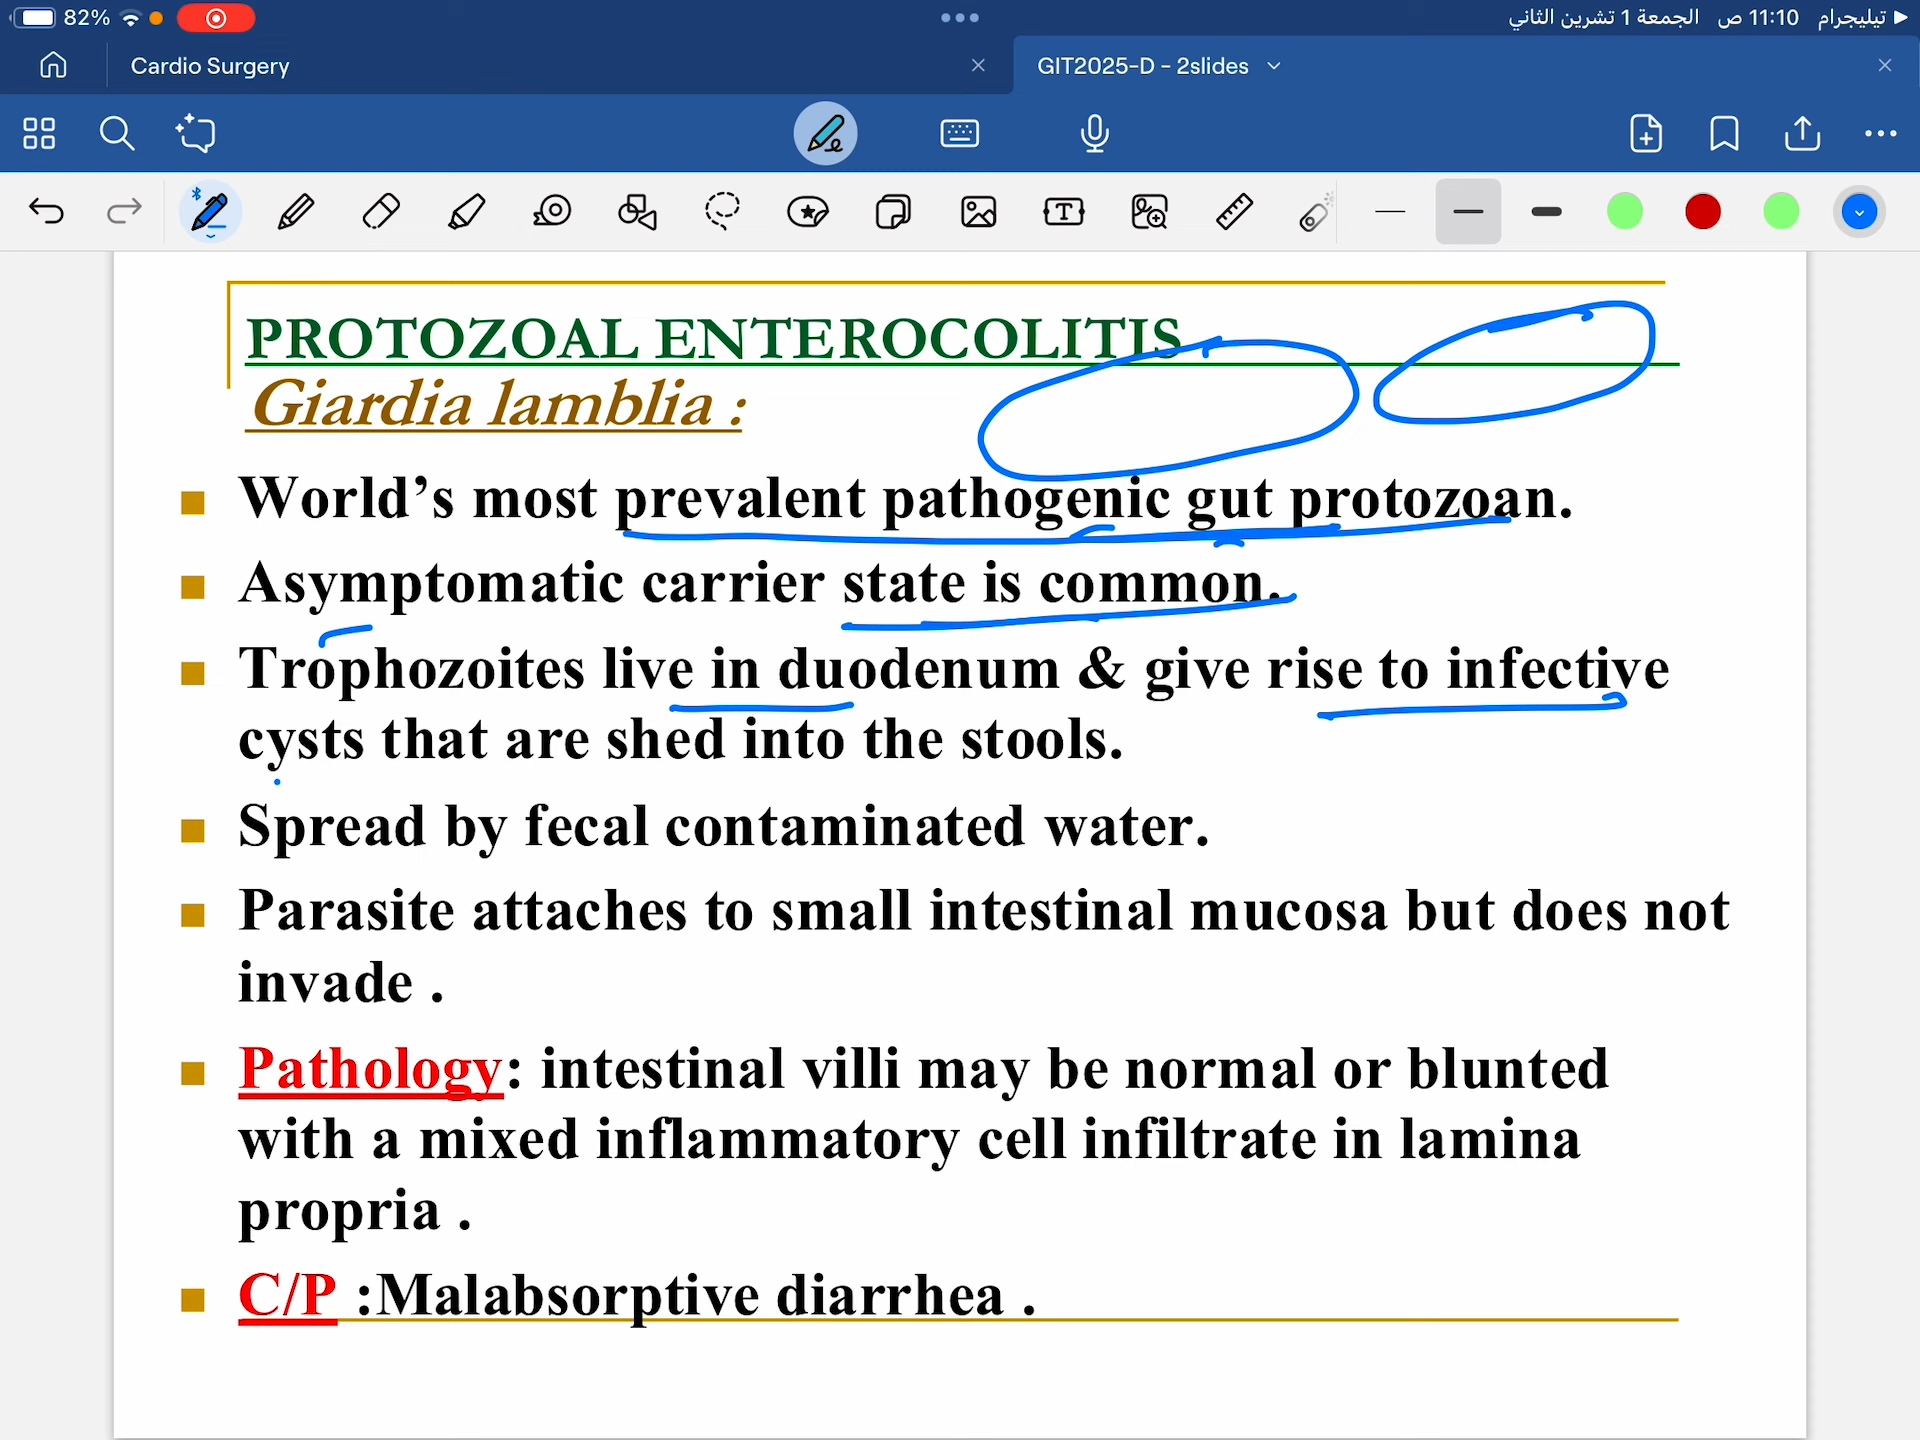 82%
تيليجرام 11:10 ص الجمعة 1 تشرين الثاني
Cardio Surgery
GIT2025-D - 2slides
PROTOZOAL ENTEROCOLITIS
Giardia lamblia :
World’s most prevalent pathogenic gut protozoan.
Asymptomatic carrier state is common.
Trophozoites live in duodenum & give rise to infective
cysts that are shed into the stools.
Spread by fecal contaminated water.
Parasite attaches to small intestinal mucosa but does not
invade .
Pathology: intestinal villi may be normal or blunted
with a mixed inflammatory cell infiltrate in lamina
propria .
C/P :Malabsorptive diarrhea .